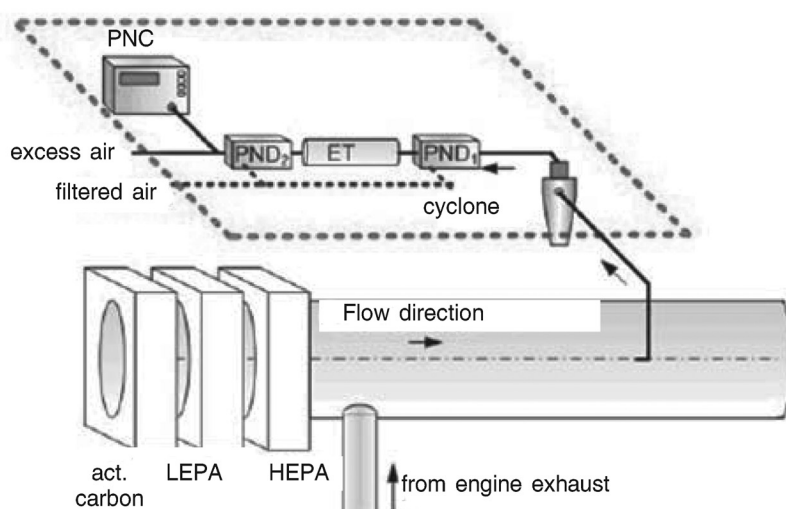 PNC
excess air
PND₂
ET
PND₁
filtered air
cyclone
Flow direction
act.
carbon
LEPA
HEPA
from engine exhaust